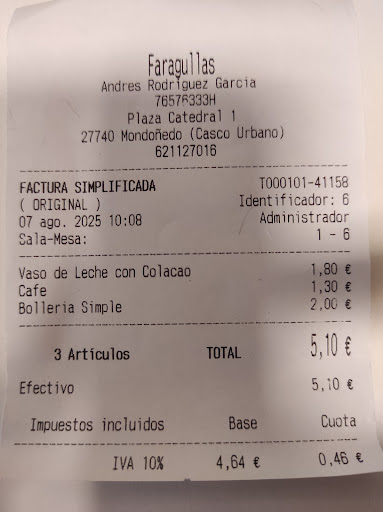 Faragullas
Andres Rodriguez Garcia
76576333H
Plaza Catedral 1
27740 Mondoñedo (Casco Urbano)
621127016
FACTURA SIMPLIFICADA T000101-41158
( ORIGINAL ) Identificador: 6
07 ago. 2025 10:08 Administrador
Sala-Mesa: 1 - 6
Vaso de Leche con Colacao 1,80 €
Cafe 1,30 €
Bolleria Simple 2,00 €
3 Artículos TOTAL 5,10 €
Efectivo 5,10 €
Impuestos incluidos Base Cuota
IVA 10% 4,64 € 0,46 €